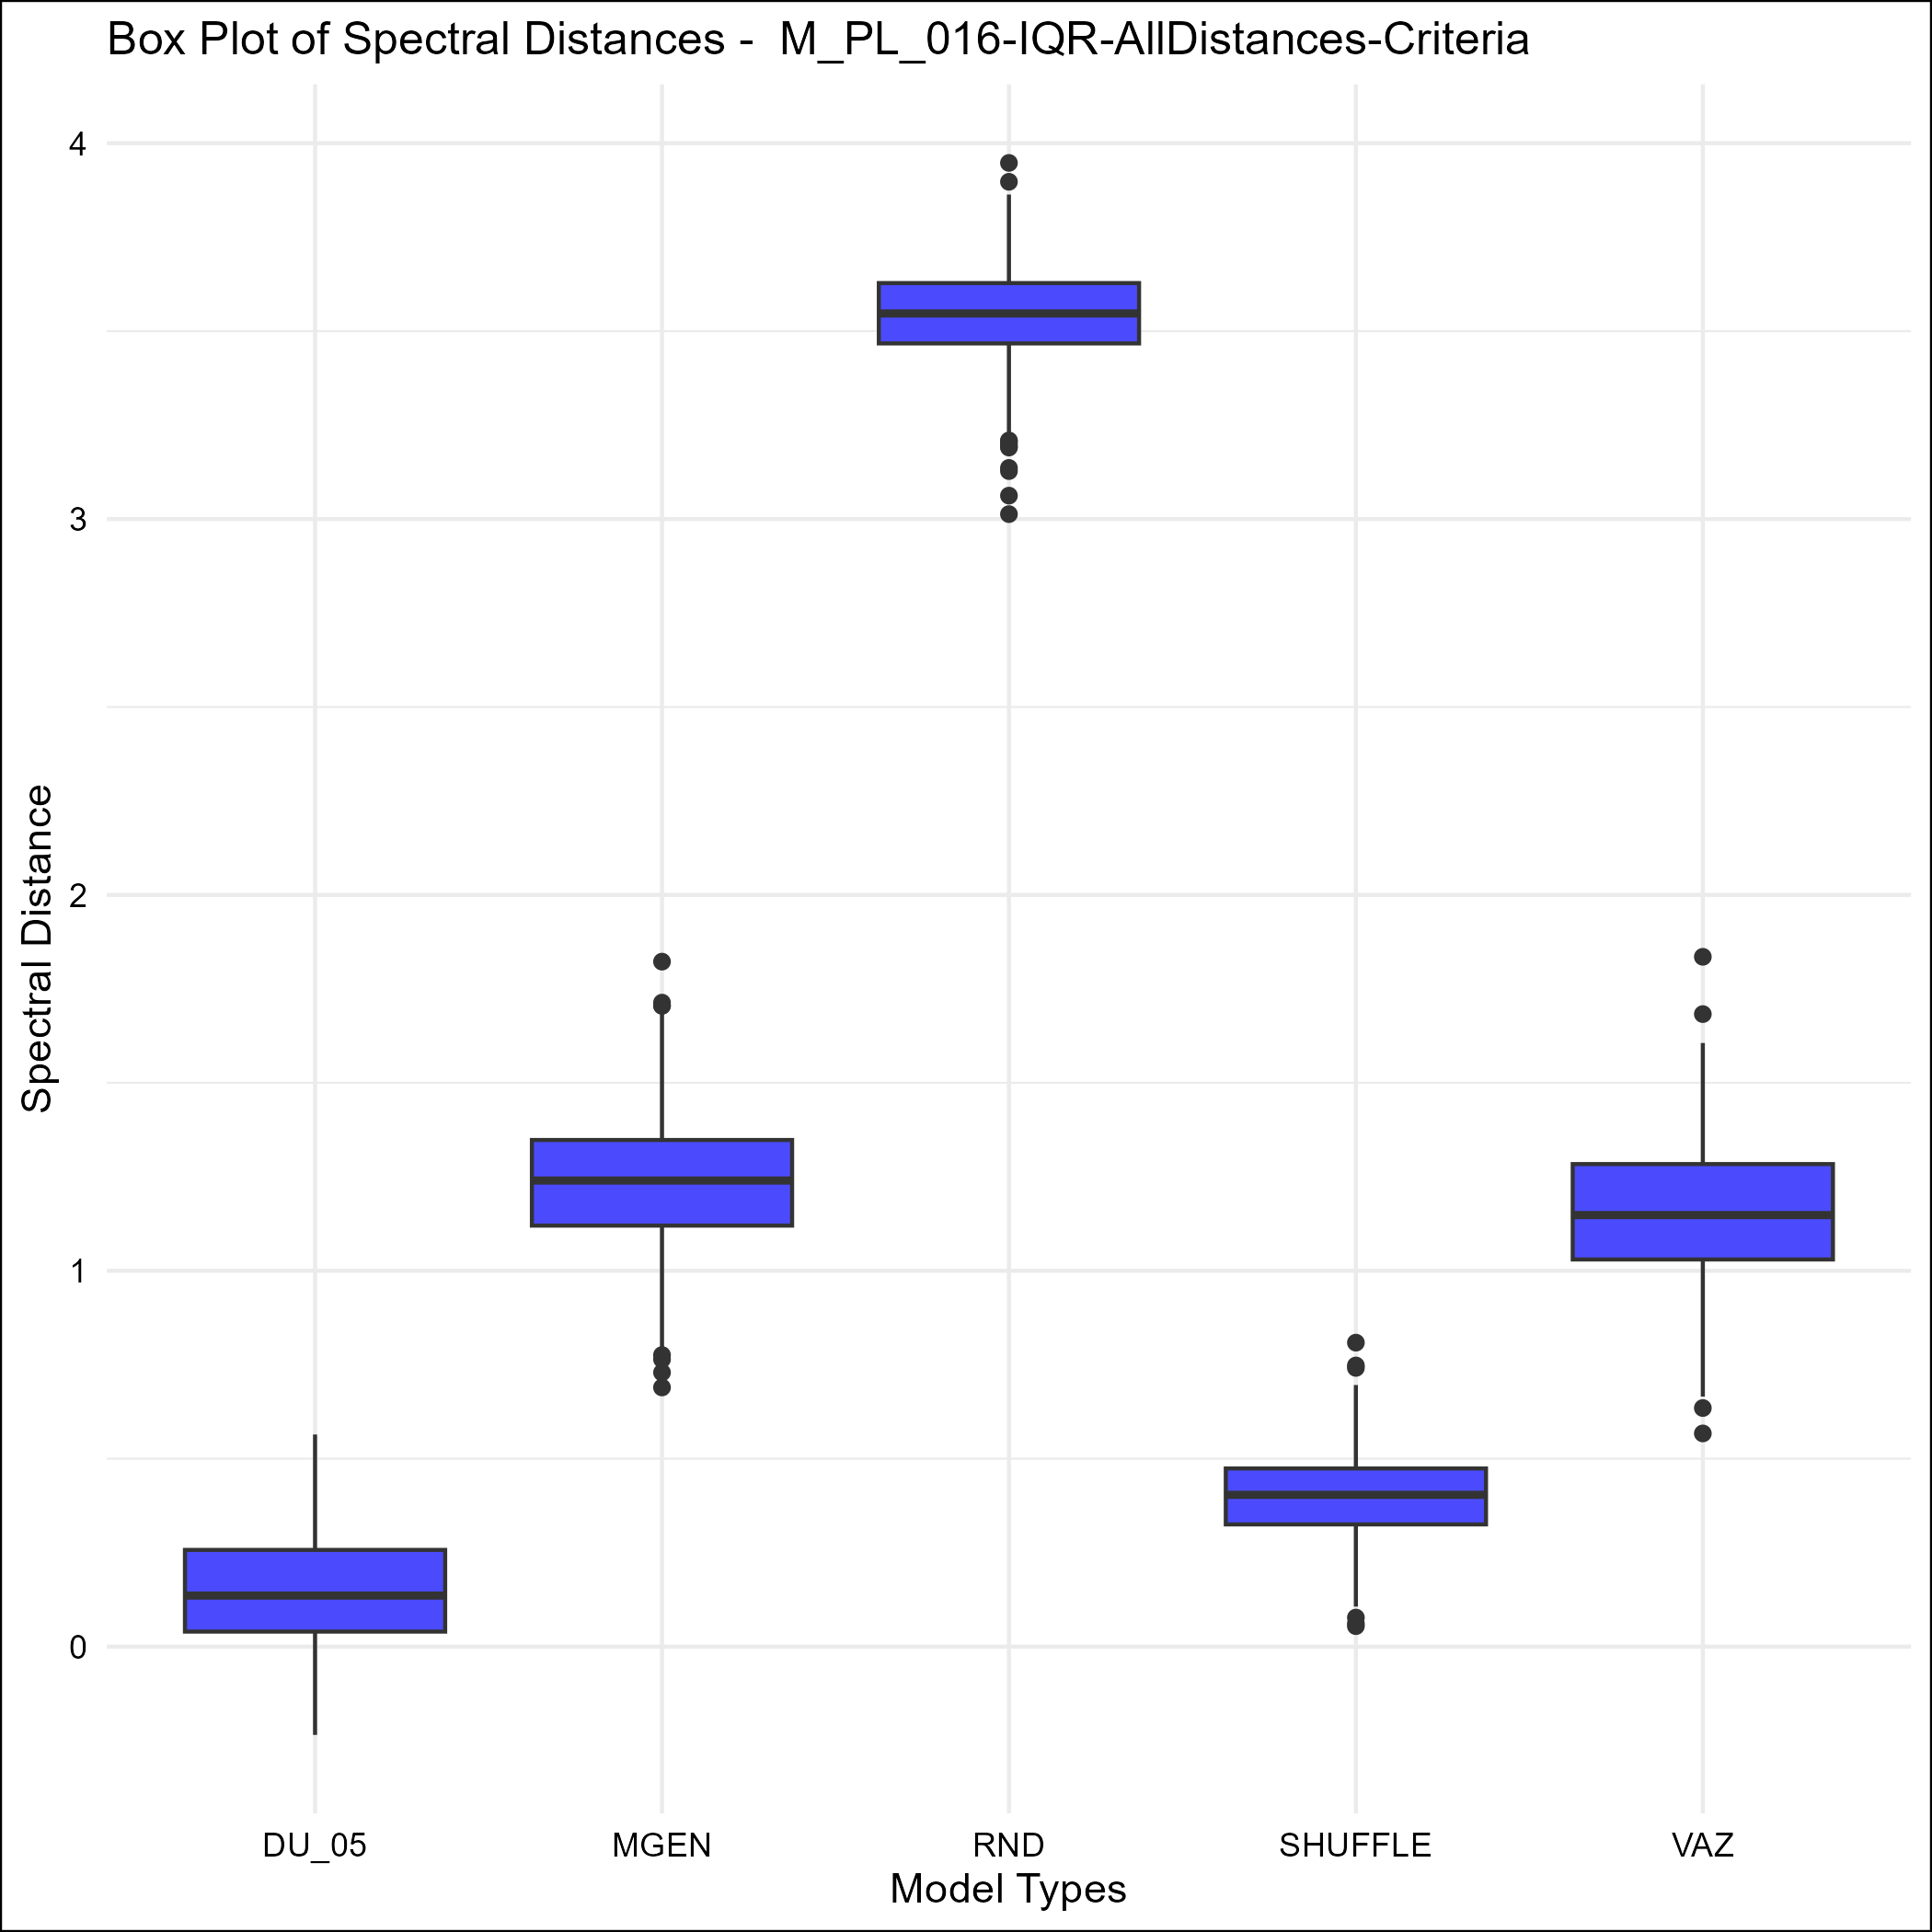 Box Plot of Spectral Distances -  M_PL_016-IQR-AllDistances-Criteria
4
3
2
1
0
Spectral Distance
DU_05
MGEN
RND
SHUFFLE
VAZ
Model Types